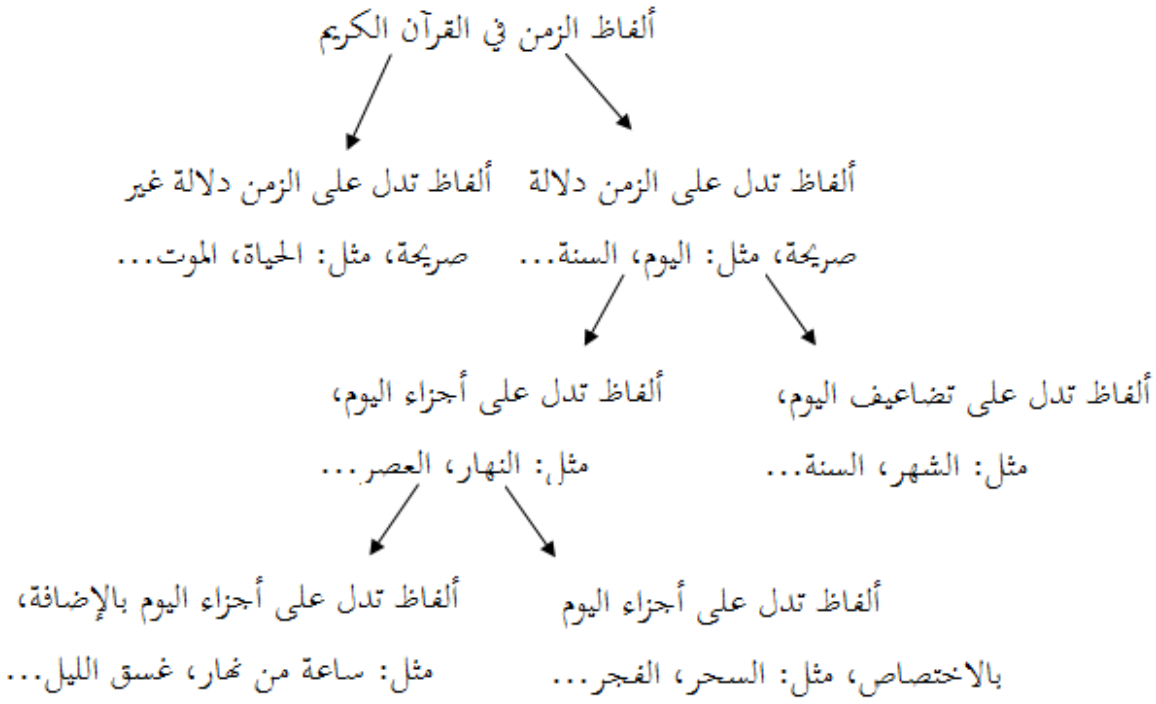 ألفاظ الزمن في القرآن الكريم
ألفاظ تدل على الزمن دلالة
صريحة، مثل: اليوم، السنة...
ألفاظ تدل على الزمن دلالة غير
صريحة، مثل: الحياة، الموت...
ألفاظ تدل على تضاعيف اليوم،
مثل: الشهر، السنة...
ألفاظ تدل على أجزاء اليوم،
مثل: النهار، العصر...
ألفاظ تدل على أجزاء اليوم
بالاختصاص، مثل: السحر، الفجر...
ألفاظ تدل على أجزاء اليوم بالإضافة،
مثل: ساعة من نهار، غسق الليل...